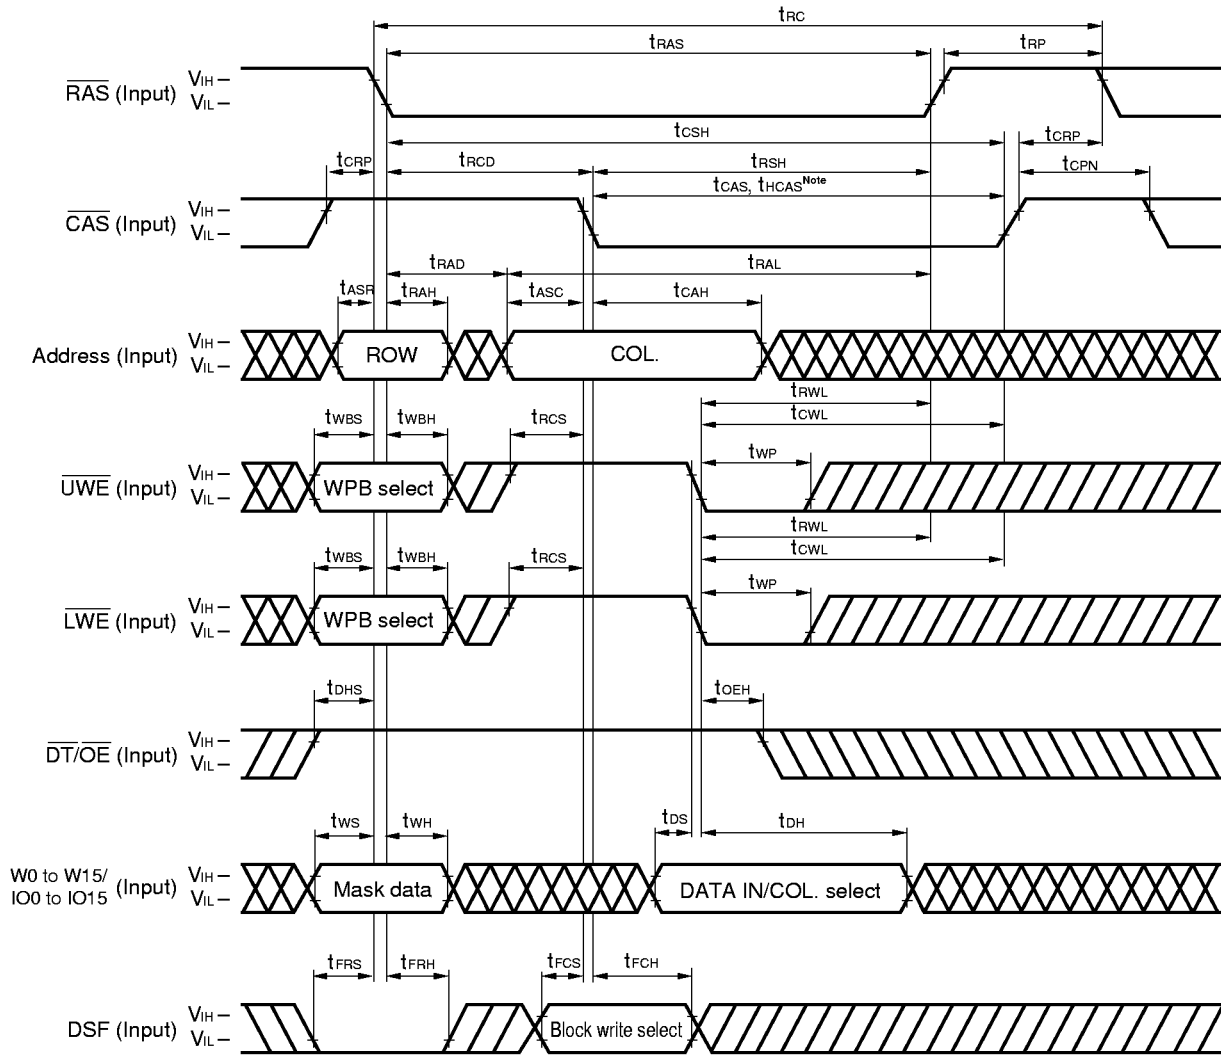 tRC
tRAS
tRP
RAS (Input)
VIH
VIL
tCSH
tCRP
tCRP
tRCD
tRSH
tCAS, tHCAS Note
tCPN
CAS (Input)
VIH
VIL
tRAD
tRAL
tASR
tRAH
tASC
tCAH
Address (Input)
VIH
VIL
ROW
COL.
tRWL
tCWL
tWBS
tWBH
tRCS
tWP
UWE (Input)
VIH
VIL
WPB select
tRWL
tCWL
tWBS
tWBH
tRCS
tWP
LWE (Input)
VIH
VIL
WPB select
tDHS
tOEH
DT/OE (Input)
VIH
VIL
tWS
tWH
tDS
tDH
W0 to W15/
IO0 to IO15 (Input)
VIH
VIL
Mask data
DATA IN/COL. select
tFRS
tFRH
tFCS
tFCH
DSF (Input)
VIH
VIL
Block write select